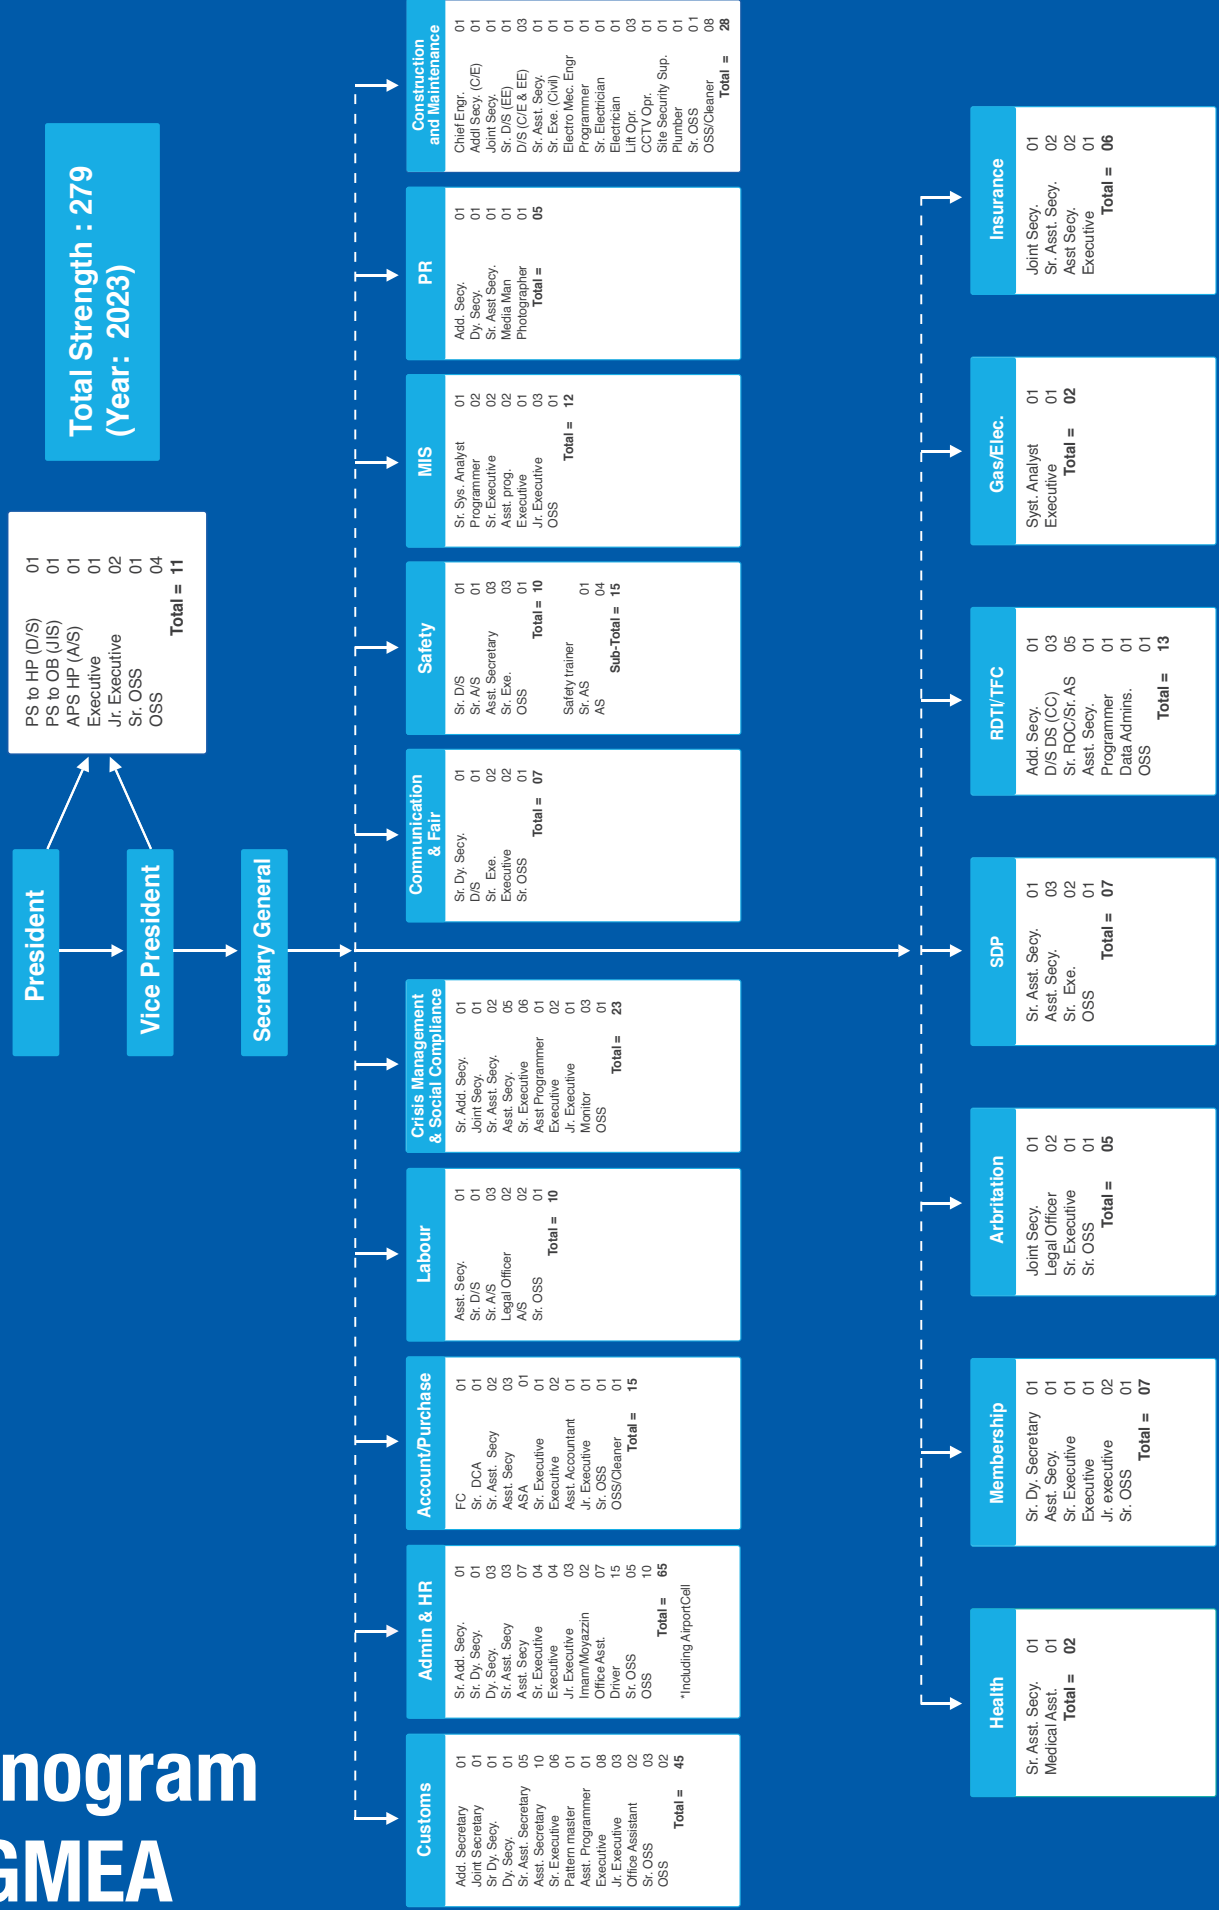 nogram
GMEA
President
Vice President
Secretary General
PS to HP (D/S) 01
PS to OB (JIS) 01
APS HP (A/S) 01
Executive 01
Jr. Executive 02
Sr. OSS 01
OSS 04
Total = 11
Total Strength : 279
(Year: 2023)
Customs
Add. Secretary 01
Joint Secretary 01
Sr Dy. Secy. 01
Dy. Secy. 01
Sr. Asst. Secretary 05
Asst. Secretary 10
Sr. Executive 06
Pattern master 01
Asst. Programmer 01
Executive 08
Jr. Executive 03
Office Assistant 02
Sr. OSS 03
OSS 02
Total = 45
Admin & HR
Sr. Add. Secy. 01
Sr. Dy. Secy. 01
Dy. Secy. 03
Sr. Asst. Secy 03
Asst. Secy 07
Sr. Executive 04
Executive 04
Jr. Executive 03
Imam/Moyazzin 02
Office Asst. 07
Driver 15
Sr. OSS 05
OSS 10
Total = 65
*Including AirportCell
Account/Purchase
FC 01
Sr. DCA 01
Sr. Asst. Secy 02
Asst. Secy 03
ASA 01
Sr. Executive 01
Executive 02
Asst. Accountant 01
Jr. Executive 01
Sr. OSS 01
OSS/Cleaner 01
Total = 15
Labour
Asst. Secy. 01
Sr. D/S 01
Sr. A/S 03
Legal Officer 02
A/S 02
Sr. OSS 01
Total = 10
Crisis Management
& Social Compliance
Sr. Add. Secy. 01
Joint Secy. 01
Sr. Asst. Secy. 02
Asst. Secy. 05
Sr. Executive 06
Asst Programmer 01
Executive 02
Jr. Executive 01
Monitor 03
OSS 01
Total = 23
Communication
& Fair
Sr. Dy. Secy. 01
D/S 01
Sr. Exe. 02
Executive 02
Sr. OSS 01
Total = 07
Safety
Sr. D/S 01
Sr. A/S 01
Asst. Secretary 03
Sr. Exe. 03
OSS 01
Total = 10
Safety trainer
Sr. AS 01
AS 04
Sub-Total = 15
MIS
Sr. Sys. Analyst 01
Programmer 02
Sr. Executive 02
Asst. prog. 02
Executive 01
Jr. Executive 03
OSS 01
Total = 12
PR
Add. Secy. 01
Dy. Secy. 01
Sr. Asst Secy. 01
Media Man 01
Photographer 01
Total = 05
Construction
and Maintenance
Chief Engr. 01
Addl Secy. (C/E) 01
Joint Secy. 01
Sr. D/S (EE) 01
D/S (C/E & EE) 03
Sr. Asst. Secy. 01
Sr. Exe. (Civil) 01
Electro Mec. Engr 01
Programmer 01
Sr. Electrician 01
Electrician 01
Lift Opr. 03
CCTV Opr. 01
Site Security Sup. 01
Plumber 01
Sr. OSS 0 1
OSS/Cleaner 08
Total = 28
Health
Sr. Asst. Secy. 01
Medical Asst. 01
Total = 02
Membership
Sr. Dy. Secretary 01
Asst. Secy. 01
Sr. Executive 01
Executive 01
Jr. executive 02
Sr. OSS 01
Total = 07
Arbritation
Joint Secy. 01
Legal Officer 02
Sr. Executive 01
Sr. OSS 01
Total = 05
SDP
Sr. Asst. Secy. 01
Asst. Secy. 03
Sr. Exe. 02
OSS 01
Total = 07
RDTI/TFC
Add. Secy. 01
D/S DS (CC) 03
Sr. ROC/Sr. AS 05
Asst. Secy. 01
Programmer 01
Data Admins. 01
OSS 01
Total = 13
Gas/Elec.
Syst. Analyst 01
Executive 01
Total = 02
Insurance
Joint Secy. 01
Sr. Asst. Secy. 02
Asst Secy. 02
Executive 01
Total = 06